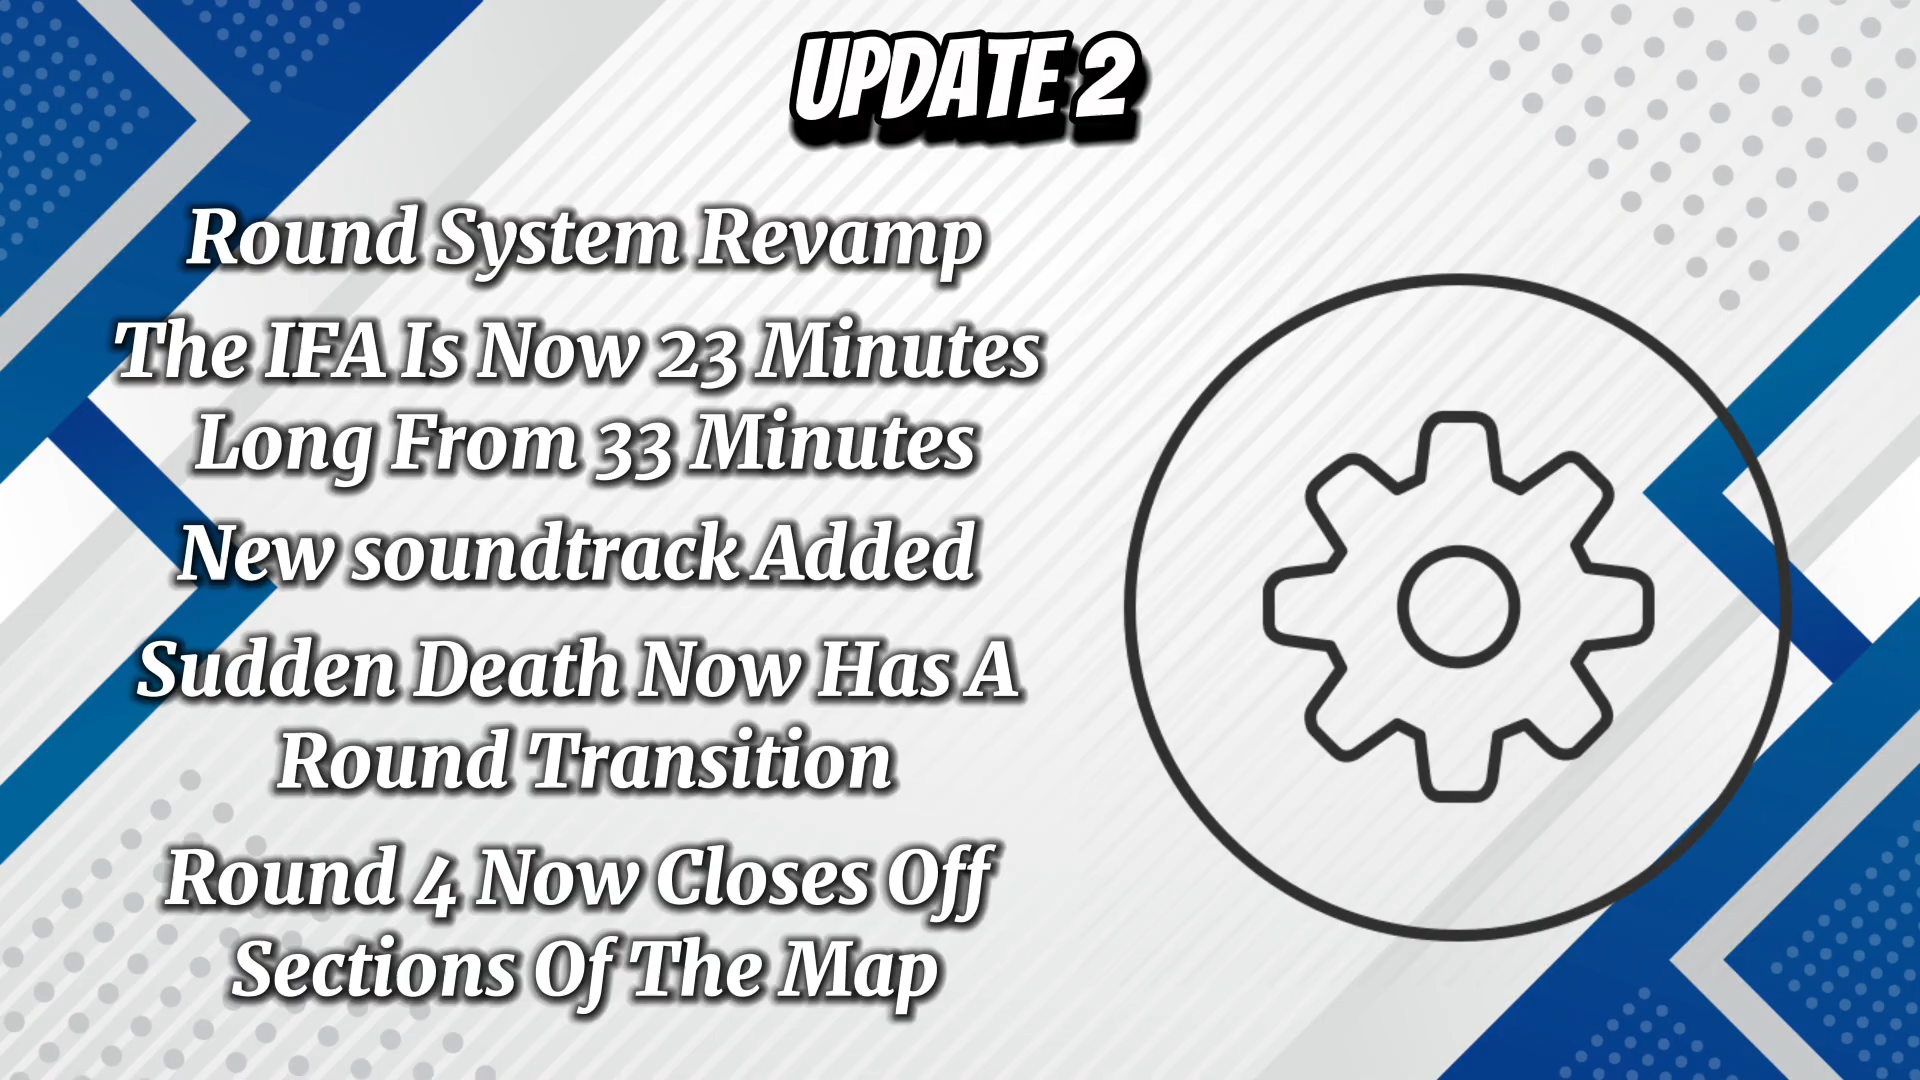 UPDATE 2
Round System Revamp
The IFA Is Now 23 Minutes
Long From 33 Minutes
New soundtrack Added
Sudden Death Now Has A
Round Transition
Round 4 Now Closes Off
Sections Of The Map